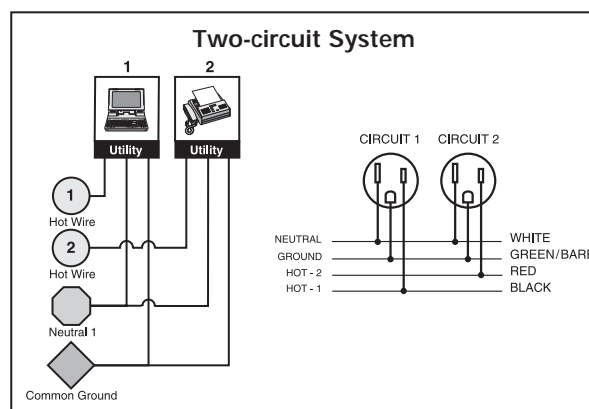 Two-circuit System
1 2
Utility Utility
1
Hot Wire
2
Hot Wire
Neutral 1
Common Ground
CIRCUIT 1 CIRCUIT 2
NEUTRAL WHITE
GROUND GREEN/BARE
HOT - 2 RED
HOT - 1 BLACK